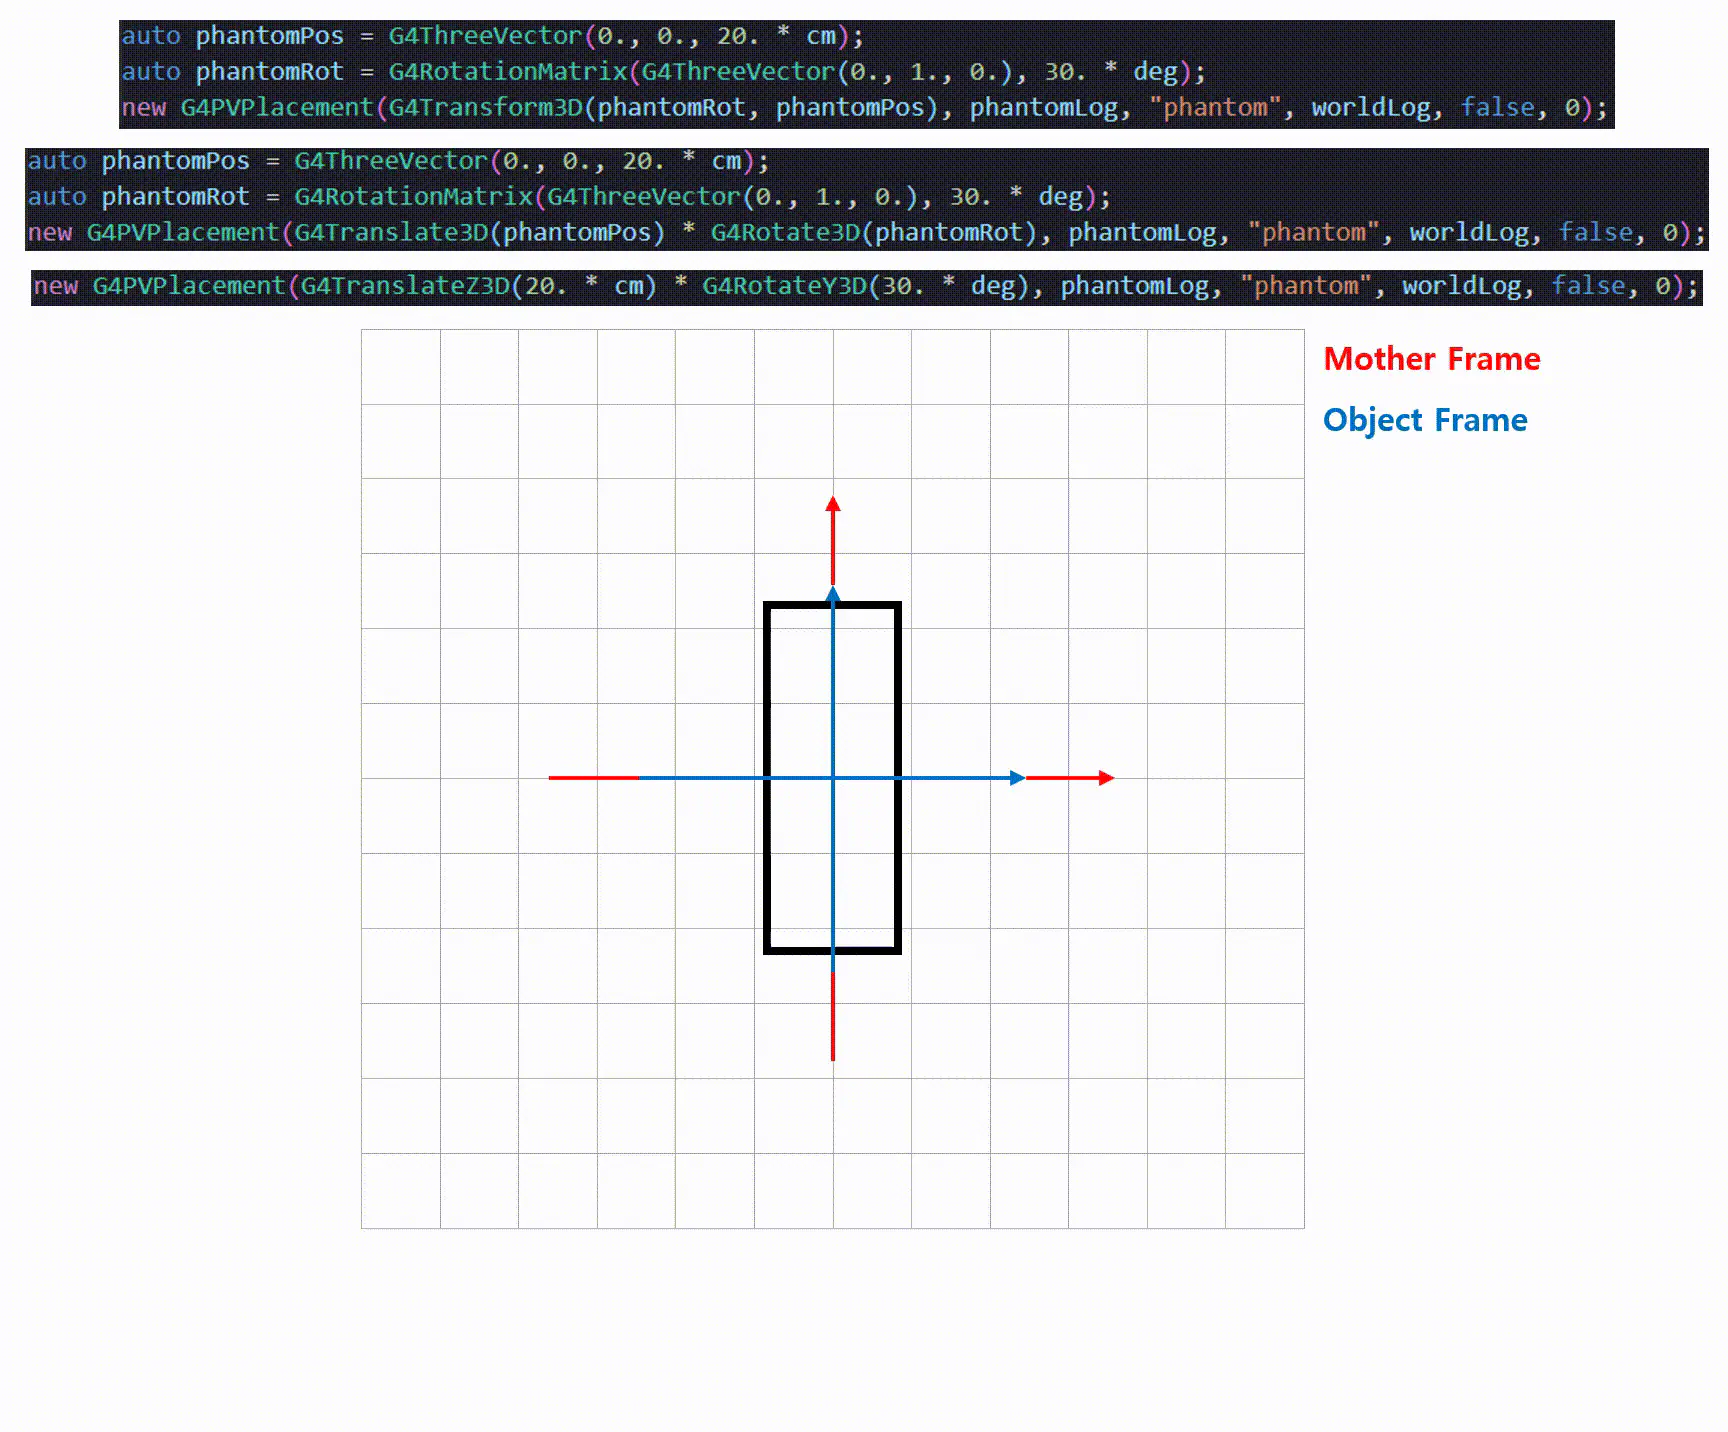 auto phantomPos = G4ThreeVector(0., 0., 20. * cm);
auto phantomRot = G4RotationMatrix(G4ThreeVector(0., 1., 0.), 30. * deg);
new G4PVPlacement(G4Transform3D(phantomRot, phantomPos), phantomLog, "phantom", worldLog, false, 0);
auto phantomPos = G4ThreeVector(0., 0., 20. * cm);
auto phantomRot = G4RotationMatrix(G4ThreeVector(0., 1., 0.), 30. * deg);
new G4PVPlacement(G4Translate3D(phantomPos) * G4Rotate3D(phantomRot), phantomLog, "phantom", worldLog, false, 0);
new G4PVPlacement(G4TranslateZ3D(20. * cm) * G4RotateY3D(30. * deg), phantomLog, "phantom", worldLog, false, 0);
Mother Frame
Object Frame